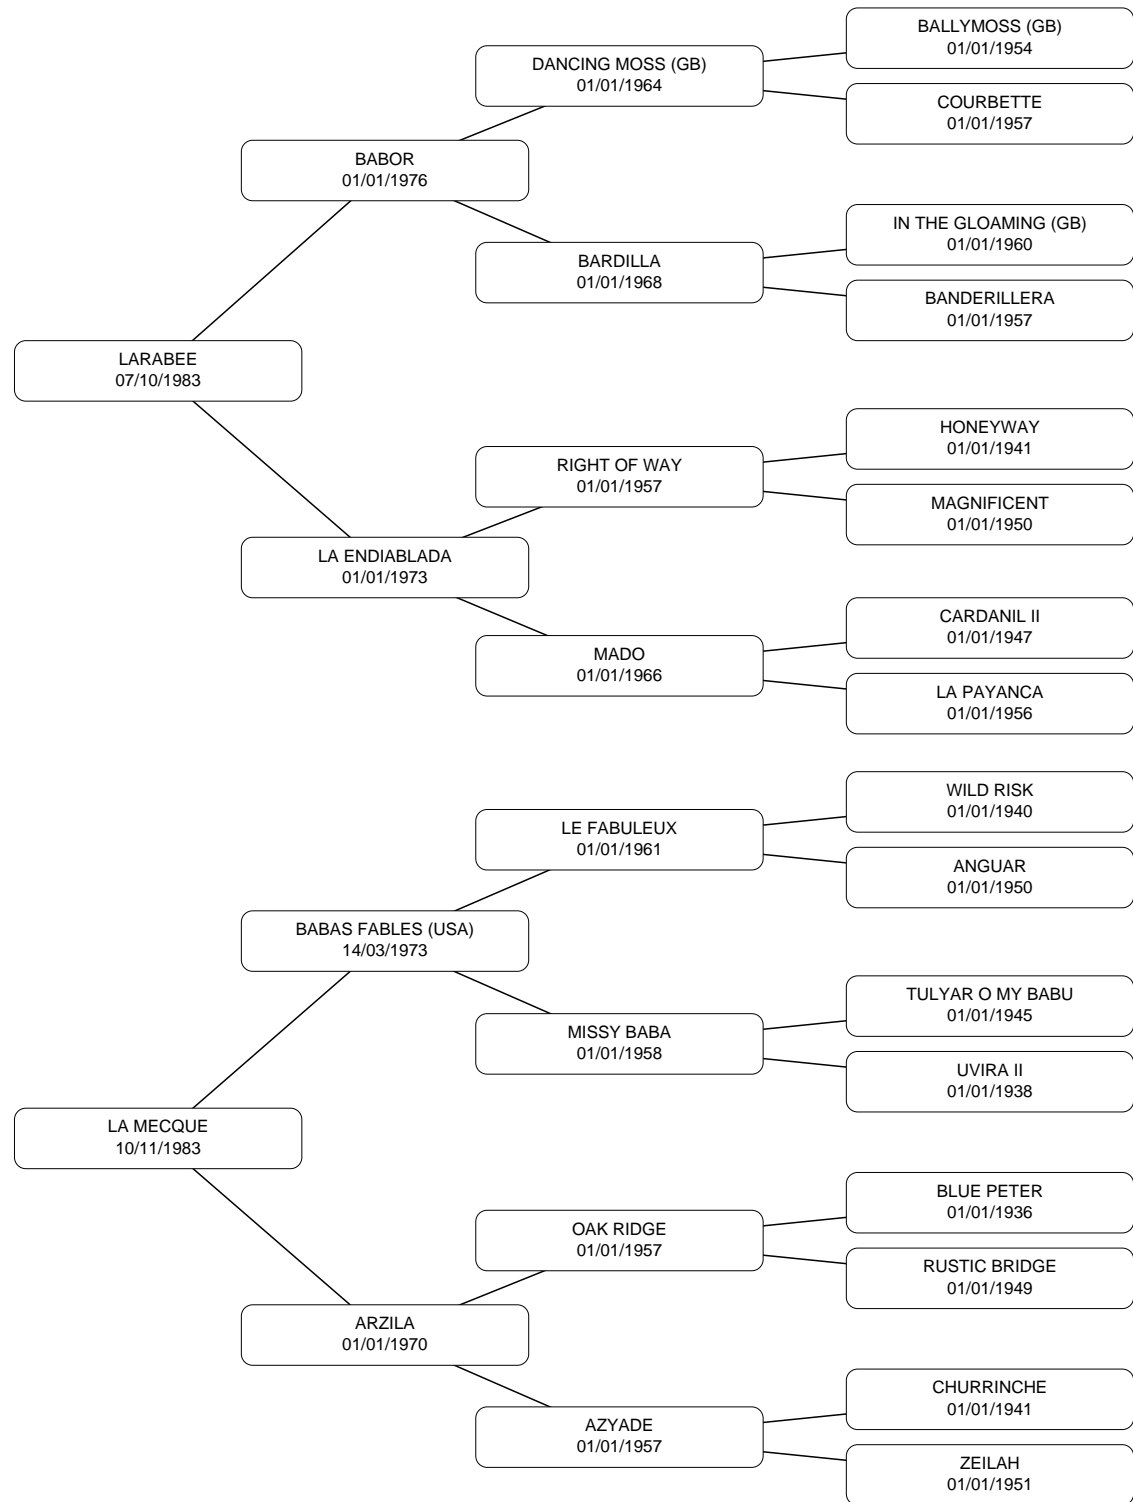 BALLYMOSS (GB)
01/01/1954
DANCING MOSS (GB)
01/01/1964
COURBETTE
01/01/1957
BABOR
01/01/1976
IN THE GLOAMING (GB)
01/01/1960
BARDILLA
01/01/1968
BANDERILLERA
01/01/1957
LARABEE
07/10/1983
HONEYWAY
01/01/1941
RIGHT OF WAY
01/01/1957
MAGNIFICENT
01/01/1950
LA ENDIABLADA
01/01/1973
CARDANIL II
01/01/1947
MADO
01/01/1966
LA PAYANCA
01/01/1956
WILD RISK
01/01/1940
LE FABULEUX
01/01/1961
ANGUAR
01/01/1950
BABAS FABLES (USA)
14/03/1973
TULYAR O MY BABU
01/01/1945
MISSY BABA
01/01/1958
UVIRA II
01/01/1938
LA MECQUE
10/11/1983
BLUE PETER
01/01/1936
OAK RIDGE
01/01/1957
RUSTIC BRIDGE
01/01/1949
ARZILA
01/01/1970
CHURRINCHE
01/01/1941
AZYADE
01/01/1957
ZEILAH
01/01/1951